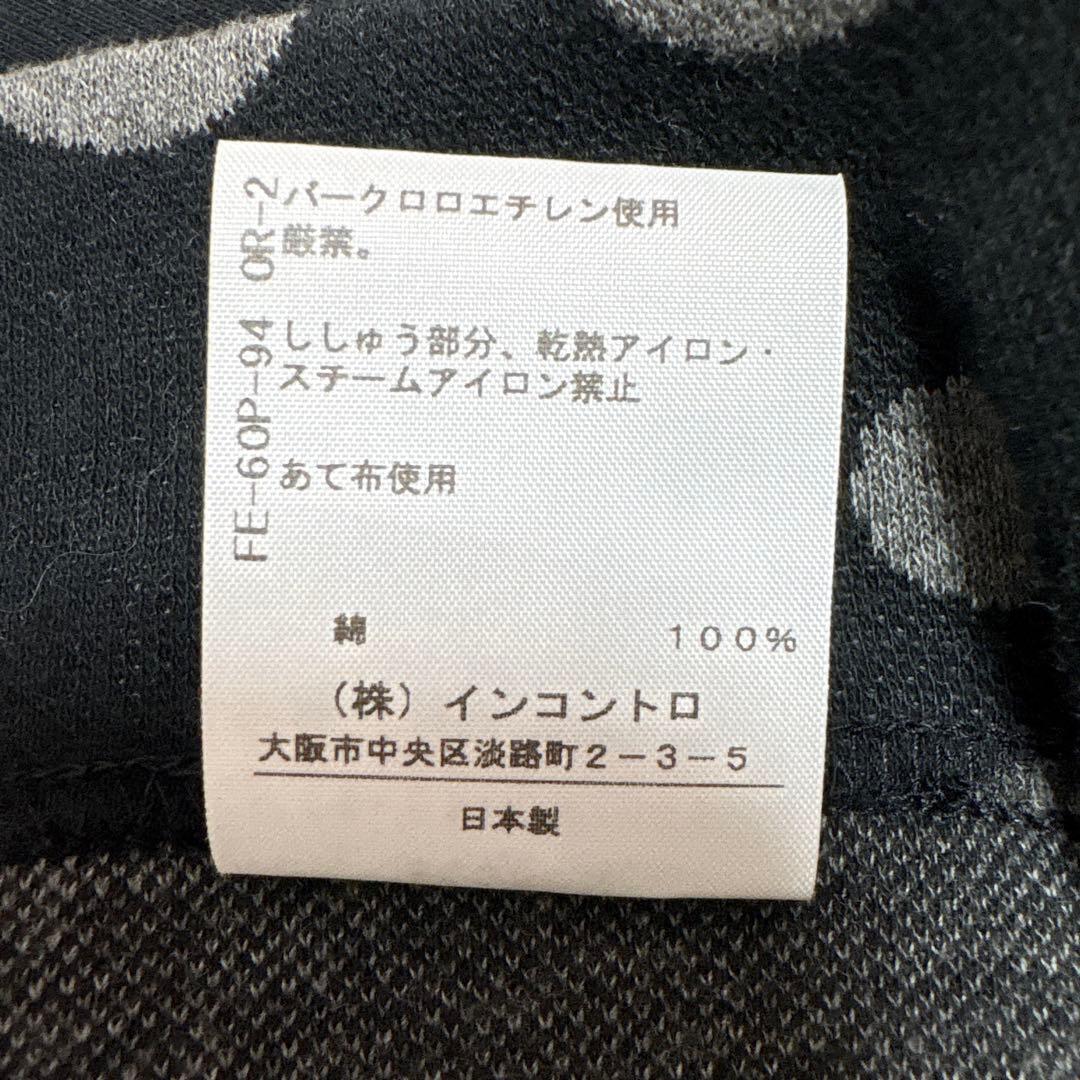 パークロロエチレン使用
厳禁。
ししゅう部分、乾熱アイロン・
スチームアイロン禁止
あて布使用
FE-60P-94 OR-2
綿 100%
(株)インコントロ
大阪市中央区淡路町2-3-5
日本製